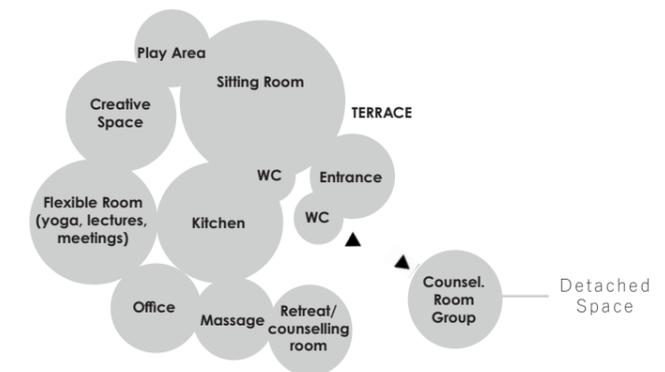 Play Area
Sitting Room
Creative
Space
TERRACE
WC
Entrance
Flexible Room
(yoga, lectures,
meetings)
Kitchen
WC
Counsel.
Room
Group
Detached
Space
Office
Massage
Retreat/
counselling
room